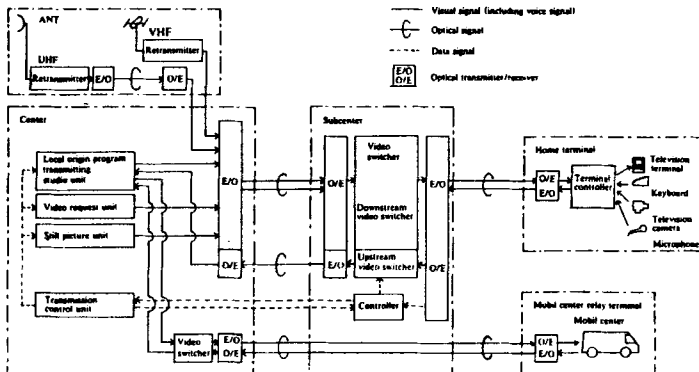 ANT
VHF
Retransmitter
UHF
Retransmitter
E/O
O/E
Visual signal (including voice signal)
Optical signal
Data signal
E/O
O/E
Optical transmitter/receiver
Center
Local origin program
transmitting
studio unit
Video request unit
Still picture unit
Transmission
control unit
E/O
O/E
Video
switcher
E/O
O/E
Subcenter
O/E
E/O
Video
switcher
Downstream
video switcher
Upstream
video switcher
E/O
O/E
Controller
Home terminal
O/E
E/O
Terminal
controller
Television
terminal
Keyboard
Television
camera
Microphone
Mobil center relay terminal
Mobil center
O/E
E/O